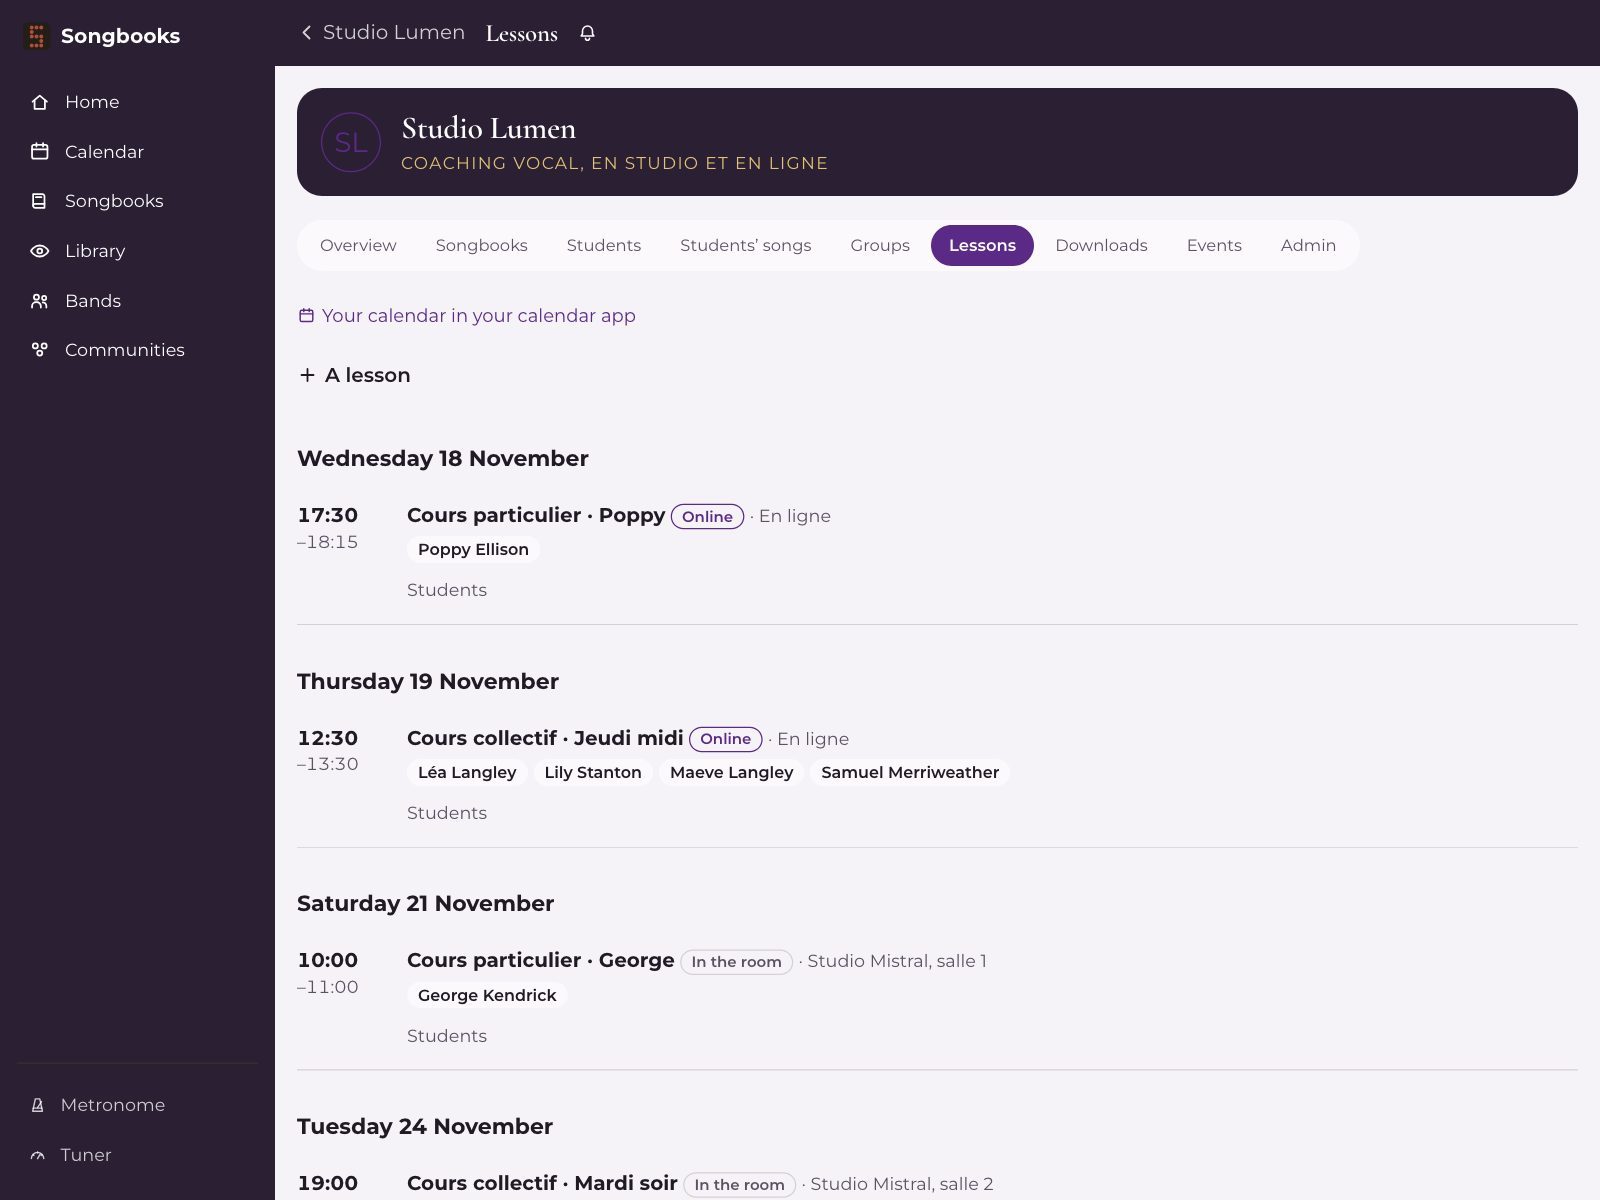 Songbooks
Home
Calendar
Songbooks
Library
Bands
Communities
Metronome
Tuner
Studio Lumen Lessons
SL
Studio Lumen
COACHING VOCAL, EN STUDIO ET EN LIGNE
Overview Songbooks Students Students’ songs Groups Lessons Downloads Events Admin
Your calendar in your calendar app
+ A lesson
Wednesday 18 November
17:30 Cours particulier · Poppy Online · En ligne
–18:15
Poppy Ellison
Students
Thursday 19 November
12:30 Cours collectif · Jeudi midi Online · En ligne
–13:30
Léa Langley Lily Stanton Maeve Langley Samuel Merriweather
Students
Saturday 21 November
10:00 Cours particulier · George In the room · Studio Mistral, salle 1
–11:00
George Kendrick
Students
Tuesday 24 November
19:00 Cours collectif · Mardi soir In the room · Studio Mistral, salle 2